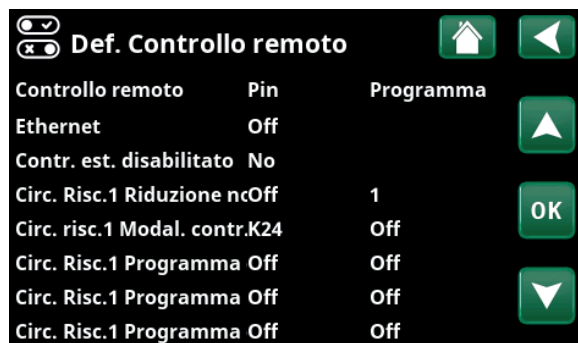 Def. Controllo remoto
Controllo remoto Pin Programma
Ethernet Off
Contr. est. disabilitato No
Circ. Risc.1 Riduzione nc Off 1
Circ. risc.1 Modal. contr. K24 Off
Circ. Risc.1 Programma Off Off
Circ. Risc.1 Programma Off Off
Circ. Risc.1 Programma Off Off
OK